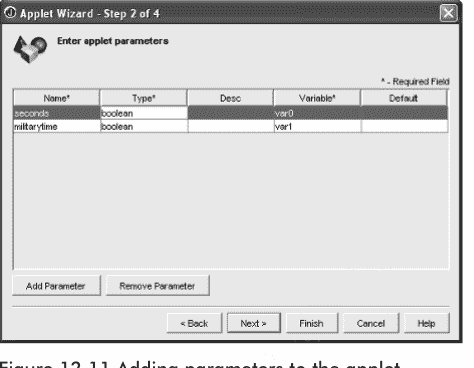 Applet Wizard - Step 2 of 4
Enter applet parameters
* - Required Field
Name* Type* Desc Variable* Default
seconds boolean var0
militarytime boolean var1
Add Parameter Remove Parameter
< Back Next > Finish Cancel Help
Figure 12-11 Adding parameters to the applet